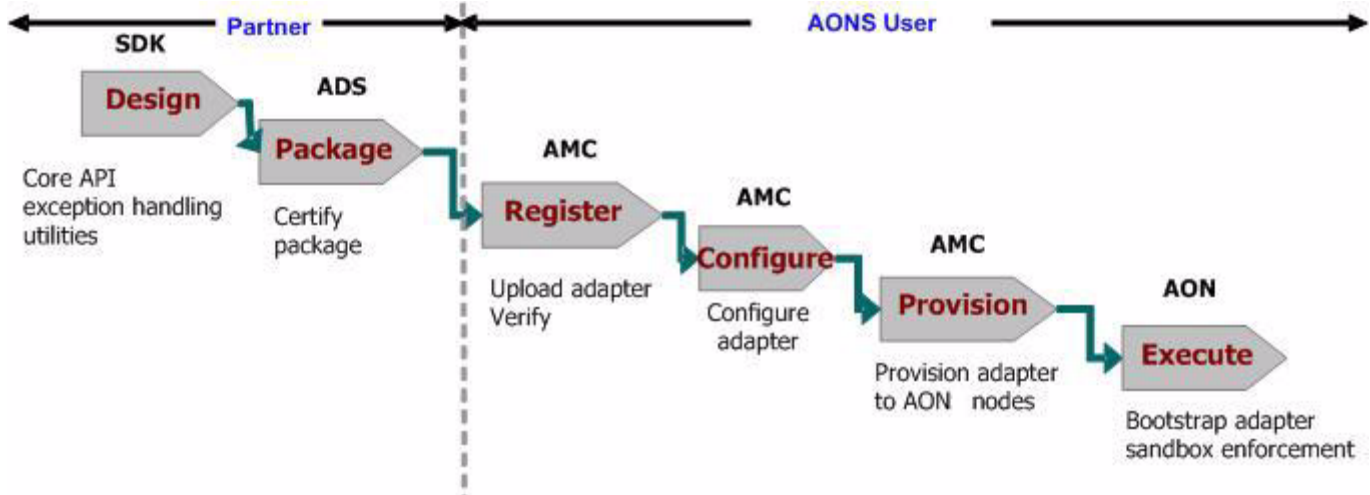 Partner
AONS User
SDK
Design
Core API
exception handling
utilities
ADS
Package
Certify
package
AMC
Register
Upload adapter
Verify
AMC
Configure
Configure
adapter
AMC
Provision
Provision adapter
to AON nodes
AON
Execute
Bootstrap adapter
sandbox enforcement